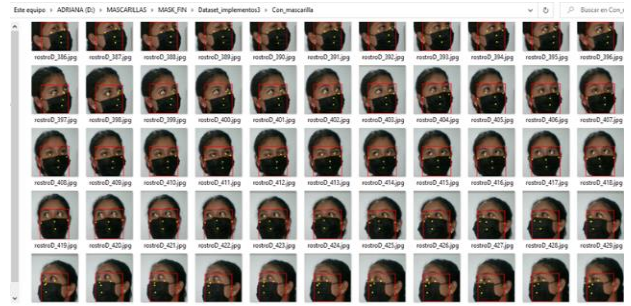 Este equipo > ADRIANA (D:) > MASCARILLAS > MASK_FIN > Dataset_implementos3 > Con_mascarilla
Buscar en Con_m
rostroD_386.jpg rostroD_387.jpg rostroD_388.jpg rostroD_389.jpg rostroD_390.jpg rostroD_391.jpg rostroD_392.jpg rostroD_393.jpg rostroD_394.jpg rostroD_395.jpg rostroD_396.jpg
rostroD_397.jpg rostroD_398.jpg rostroD_399.jpg rostroD_400.jpg rostroD_401.jpg rostroD_402.jpg rostroD_403.jpg rostroD_404.jpg rostroD_405.jpg rostroD_406.jpg rostroD_407.jpg
rostroD_408.jpg rostroD_409.jpg rostroD_410.jpg rostroD_411.jpg rostroD_412.jpg rostroD_413.jpg rostroD_414.jpg rostroD_415.jpg rostroD_416.jpg rostroD_417.jpg rostroD_418.jpg
rostroD_419.jpg rostroD_420.jpg rostroD_421.jpg rostroD_422.jpg rostroD_423.jpg rostroD_424.jpg rostroD_425.jpg rostroD_426.jpg rostroD_427.jpg rostroD_428.jpg rostroD_429.jpg